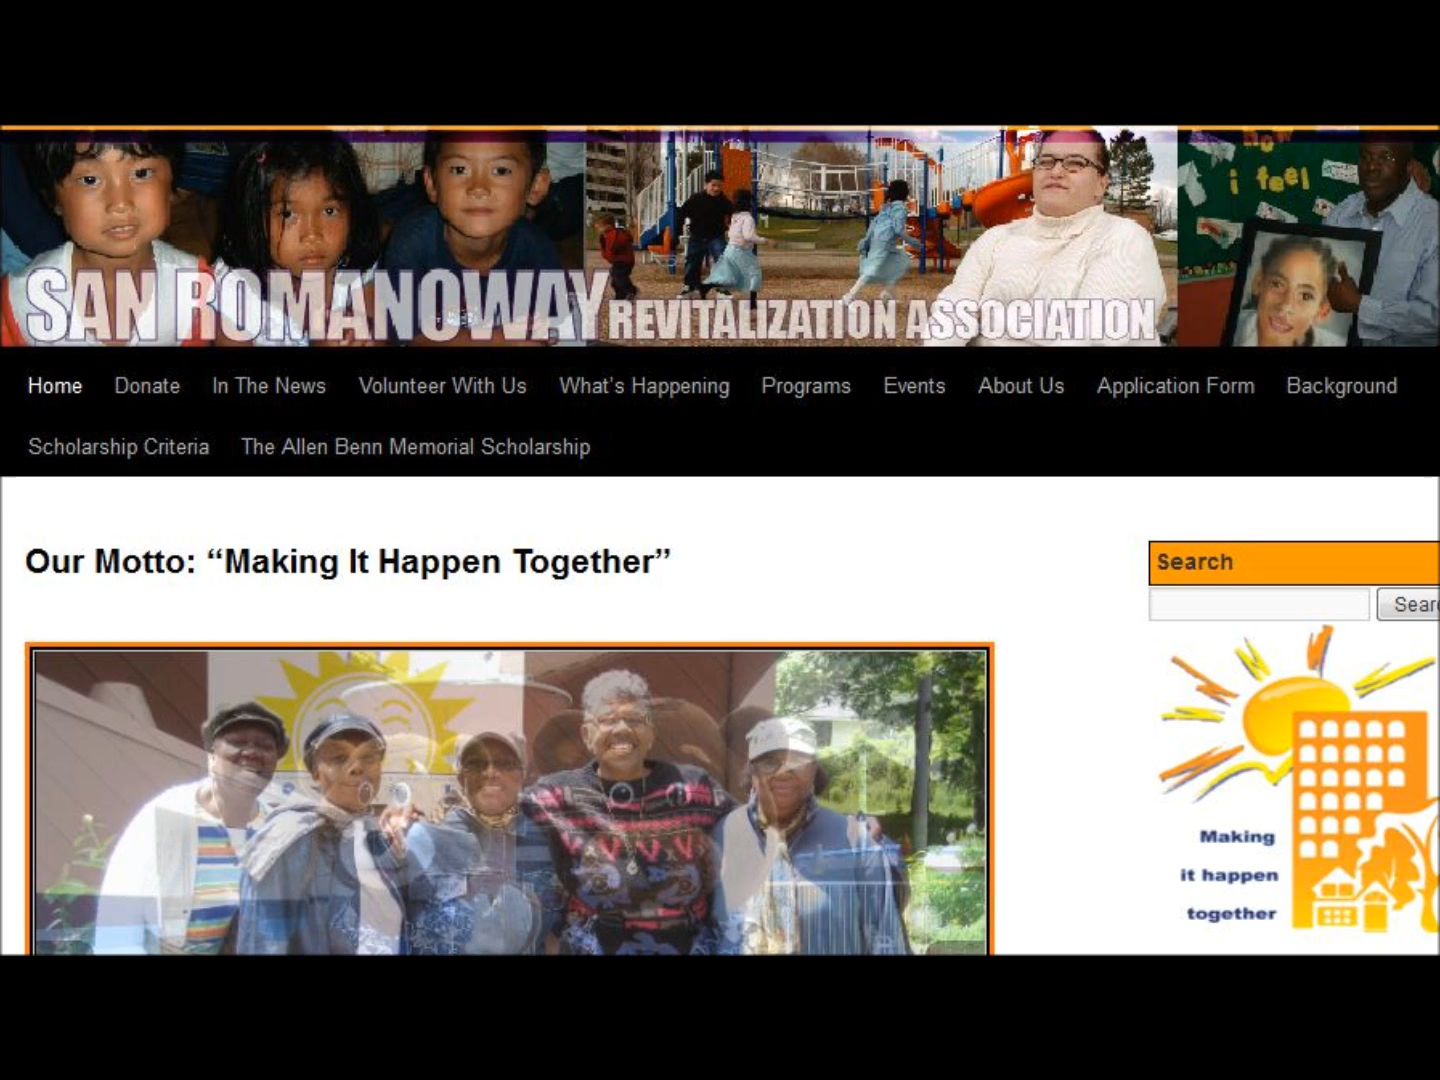 i feel
SAN ROMANOWAY REVITALIZATION ASSOCIATION
Home Donate In The News Volunteer With Us What's Happening Programs Events About Us Application Form Background
Scholarship Criteria The Allen Benn Memorial Scholarship
Our Motto: “Making It Happen Together”
Search
Making
it happen
together